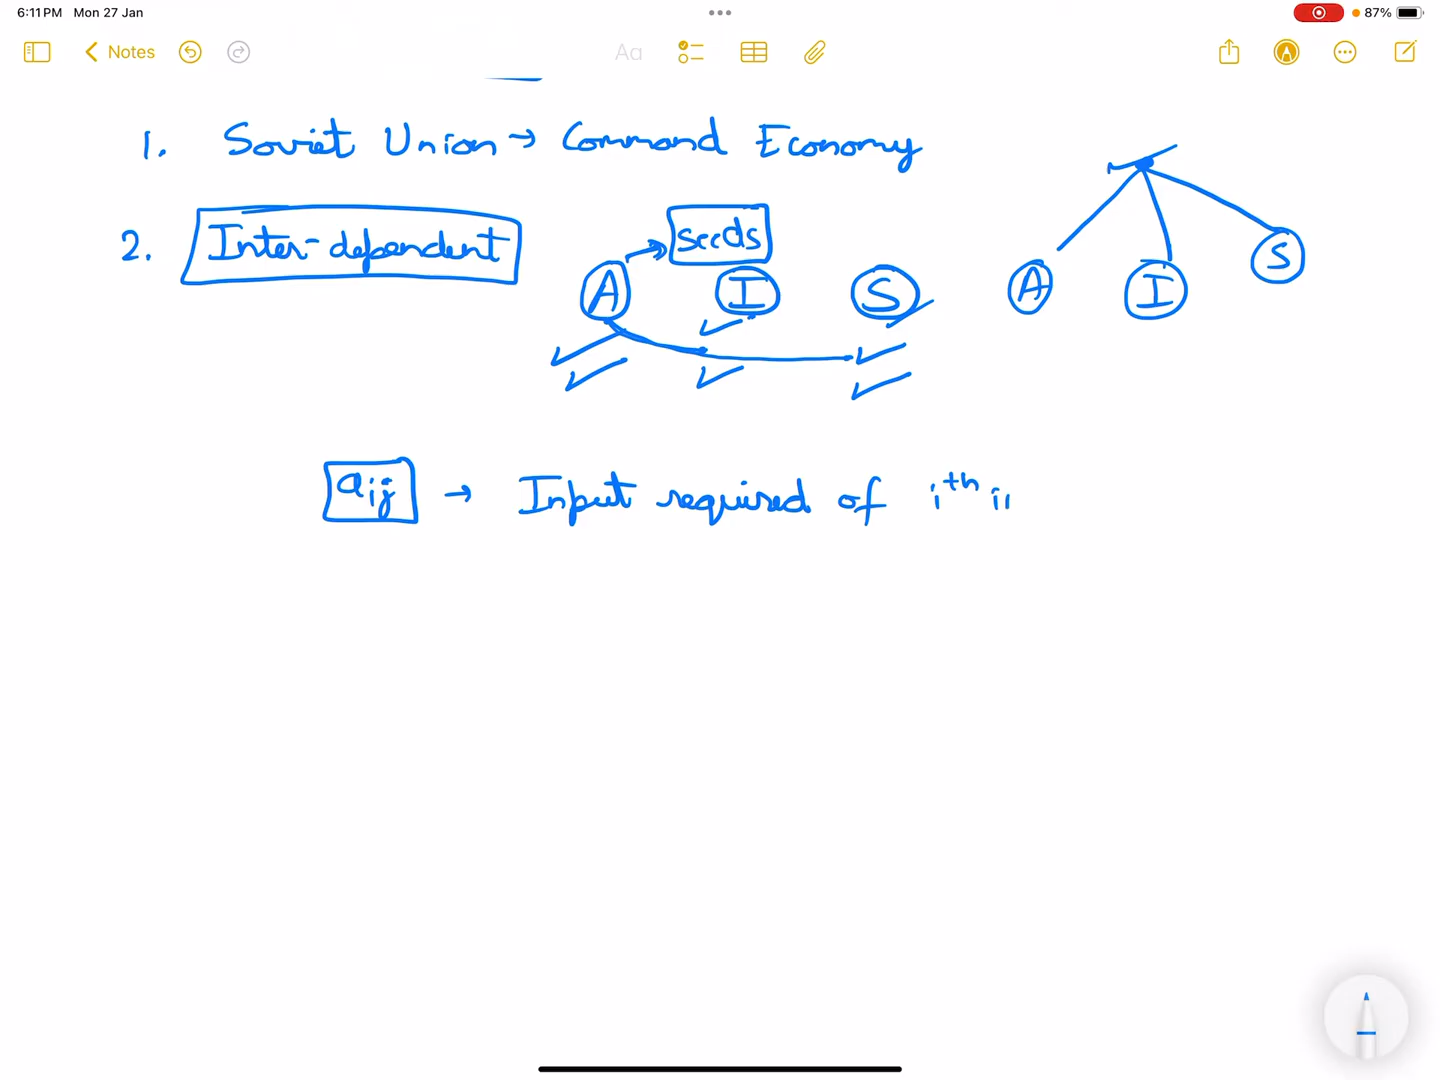 6:11 PM Mon 27 Jan
87%
Notes
Aa
1. Soviet Union → Command Economy
2. Inter-dependent
seeds
A I S
A I S
aij → Input required of ith